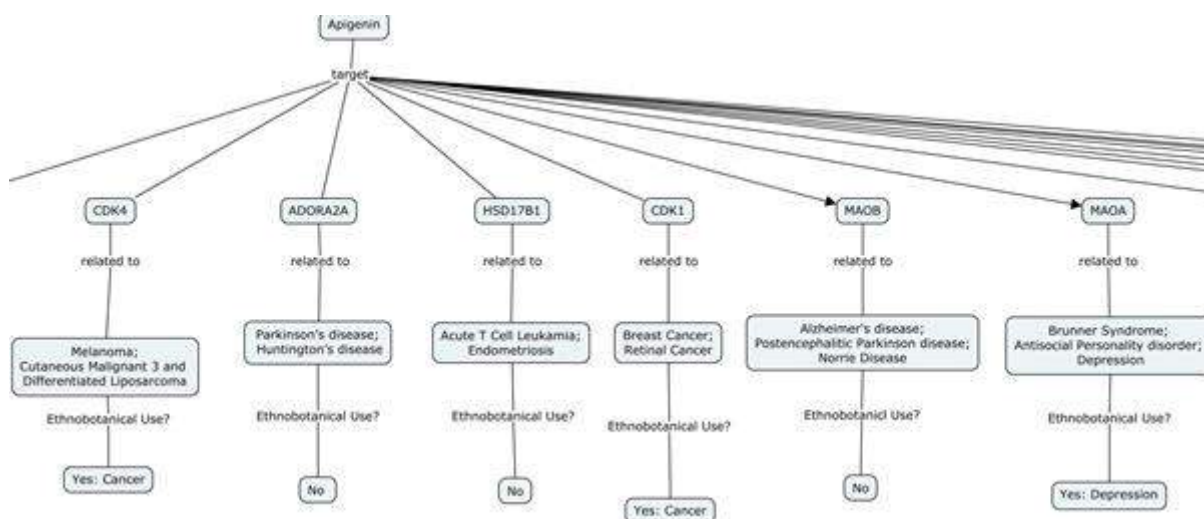 Apigenin
target
CDK4
ADORA2A
HSD17B1
CDK1
MAOB
MAOA
related to
related to
related to
related to
related to
related to
Melanoma;
Cutaneous Malignant 3 and
Differentiated Liposarcoma
Parkinson's disease;
Huntington's disease
Acute T Cell Leukamia;
Endometriosis
Breast Cancer;
Retinal Cancer
Alzheimer's disease;
Postencephalitic Parkinson disease;
Norrie Disease
Brunner Syndrome;
Antisocial Personality disorder;
Depression
Ethnobotanical Use?
Ethnobotanical Use?
Ethnobotanical Use?
Ethnobotanical Use?
Ethnobotanicl Use?
Ethnobotanical Use?
Yes: Cancer
No
No
Yes: Cancer
No
Yes: Depression